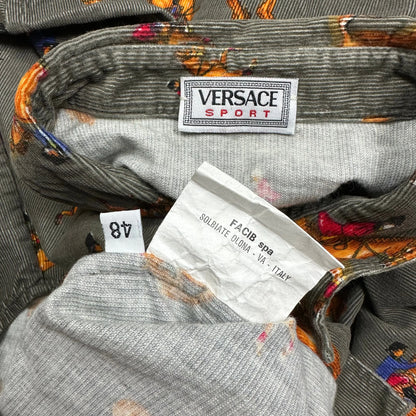 VERSACE
SPORT
FACIB spa
SOLBIATE OLONA - VA - ITALY
48